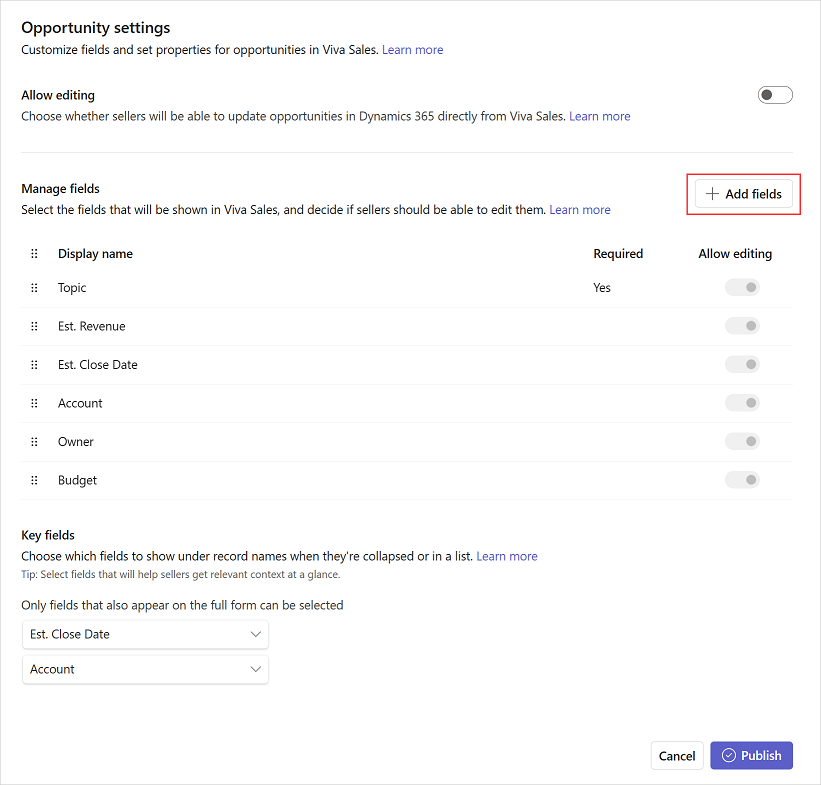 Opportunity settings
Customize fields and set properties for opportunities in Viva Sales. Learn more
Allow editing
Choose whether sellers will be able to update opportunities in Dynamics 365 directly from Viva Sales. Learn more
Manage fields
Add fields
Select the fields that will be shown in Viva Sales, and decide if sellers should be able to edit them. Learn more
Display name Required Allow editing
Topic Yes
Est. Revenue
Est. Close Date
Account
Owner
Budget
Key fields
Choose which fields to show under record names when they're collapsed or in a list. Learn more
Tip: Select fields that will help sellers get relevant context at a glance.
Only fields that also appear on the full form can be selected
Est. Close Date
Account
Cancel Publish